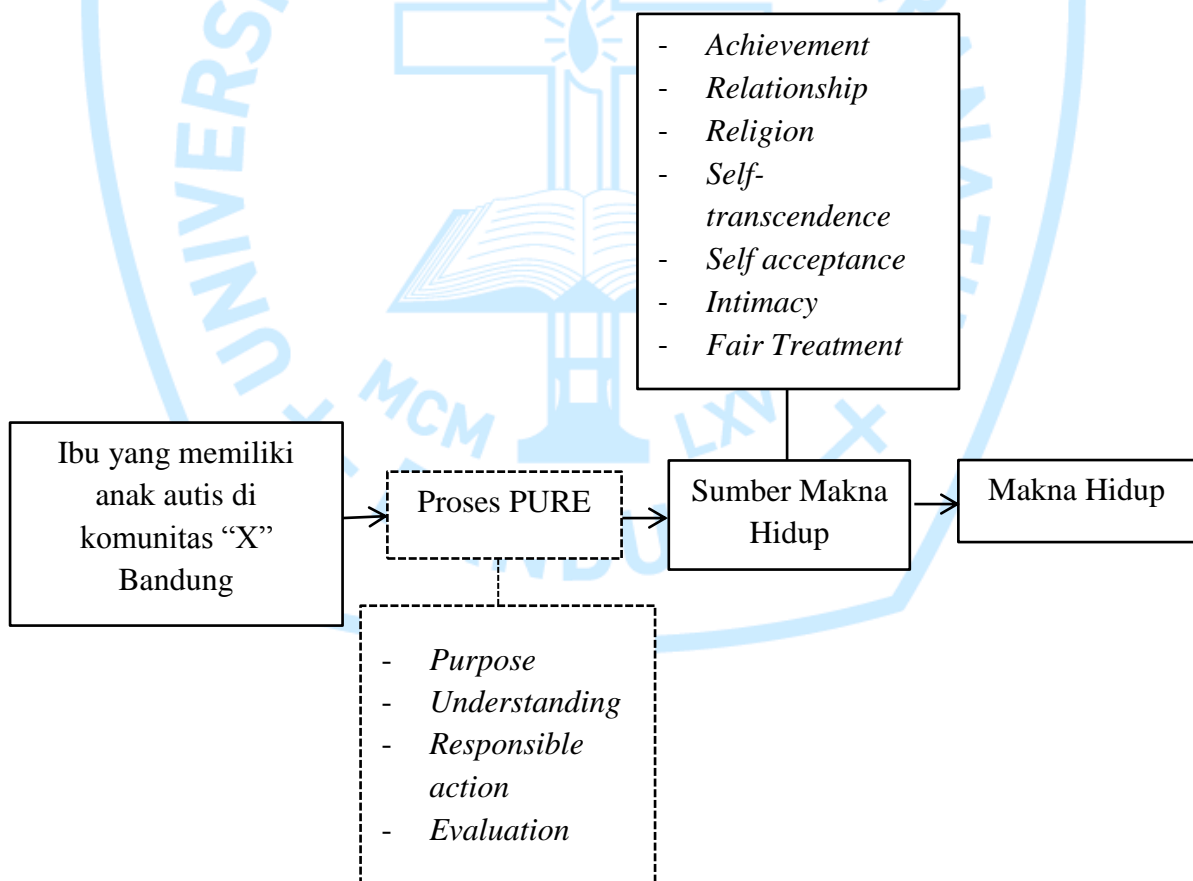 - Achievement
- Relationship
- Religion
- Self-
transcendence
- Self acceptance
- Intimacy
- Fair Treatment
Ibu yang memiliki
anak autis di
komunitas “X”
Bandung
Proses PURE
Sumber Makna
Hidup
Makna Hidup
- Purpose
- Understanding
- Responsible
action
- Evaluation
MCM